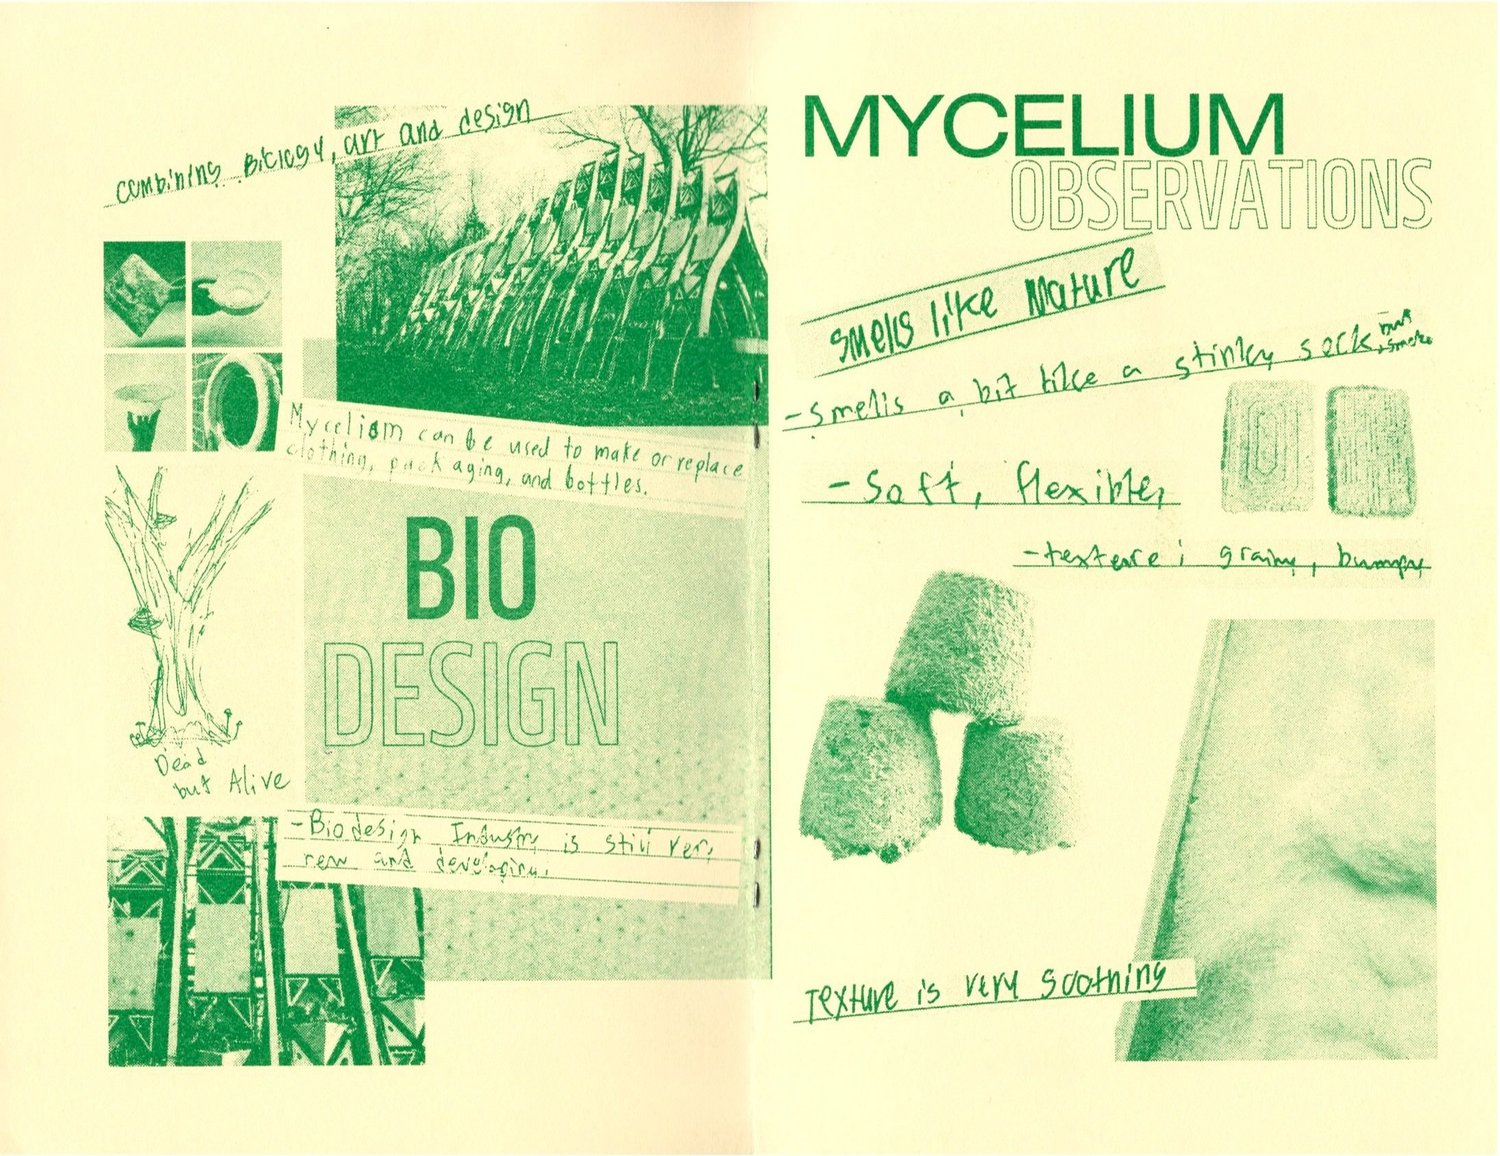 combining Biology, art and design
Mycelium can be used to make or replace
clothing, packaging, and bottles.
BIO
DESIGN
Dead
but Alive
- Biodesign Industry is still very
new and developing.
MYCELIUM
OBSERVATIONS
smells like nature
- smells a bit like a stinky sock, but
- Soft, flexible,
- texture: grainy, bumpy
Texture is very soothing